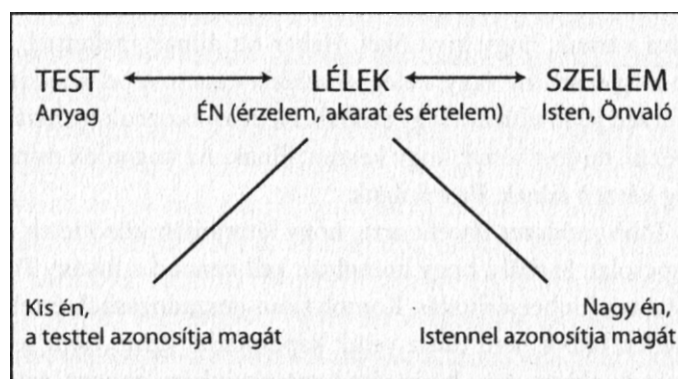 TEST LÉLEK SZELLEM
Anyag ÉN (érzelem, akarat és értelem) Isten, Önvaló
Kis én,
a testtel azonosítja magát
Nagy én,
Istennel azonosítja magát